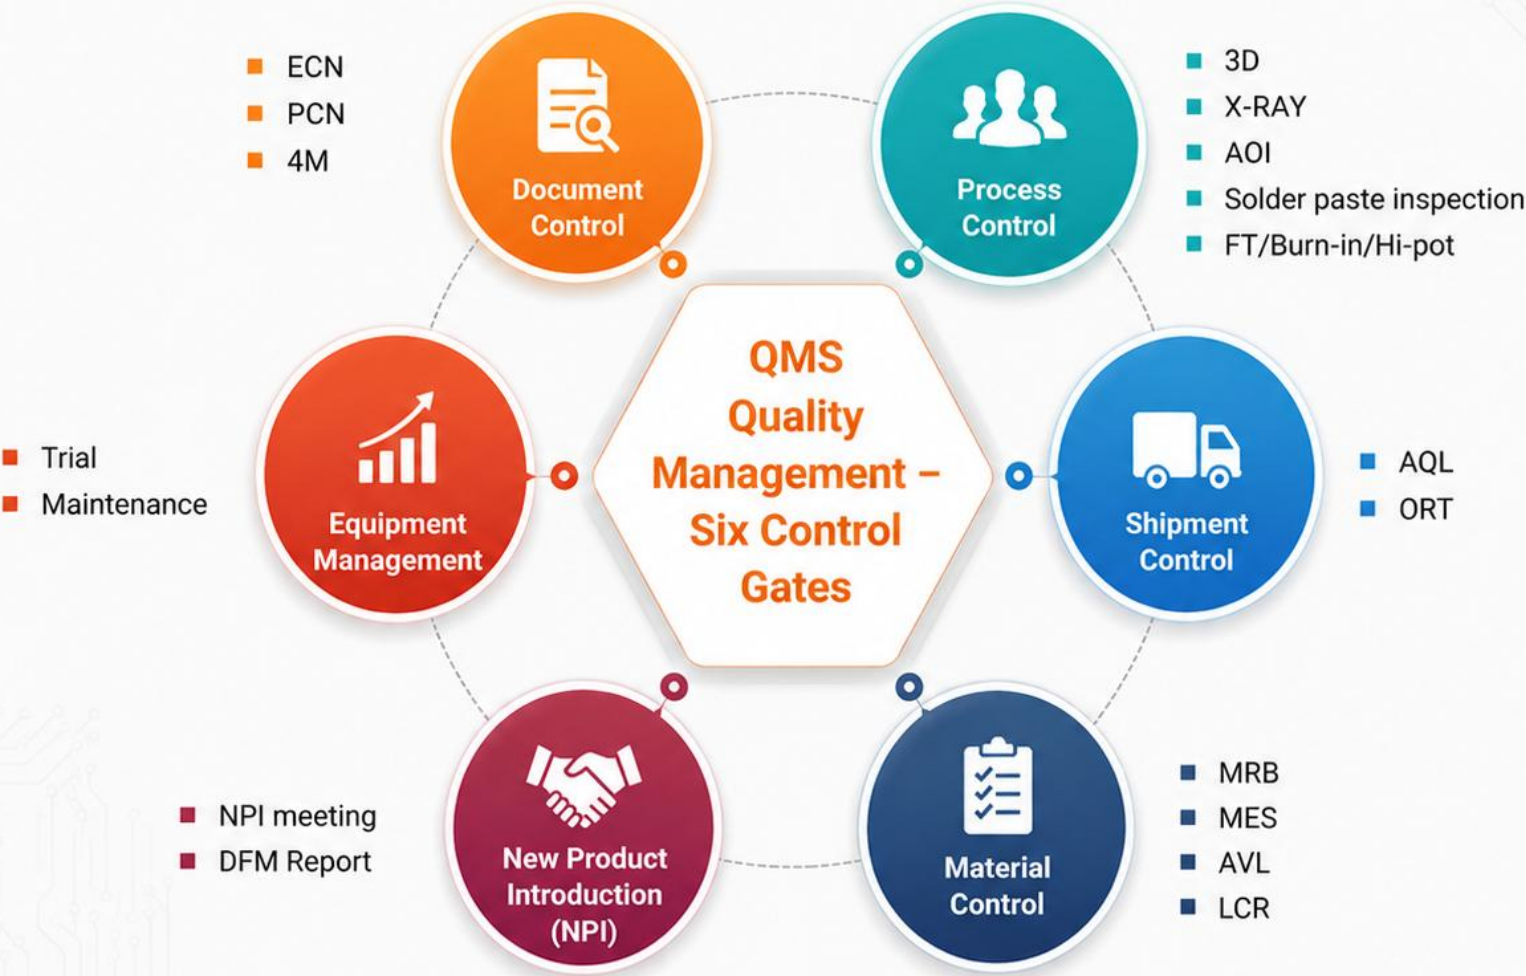 ECN
PCN
4M
Document
Control
Process
Control
3D
X-RAY
AOI
Solder paste inspection
FT/Burn-in/Hi-pot
Trial
Maintenance
Equipment
Management
QMS
Quality
Management –
Six Control
Gates
Shipment
Control
AQL
ORT
NPI meeting
DFM Report
New Product
Introduction
(NPI)
Material
Control
MRB
MES
AVL
LCR